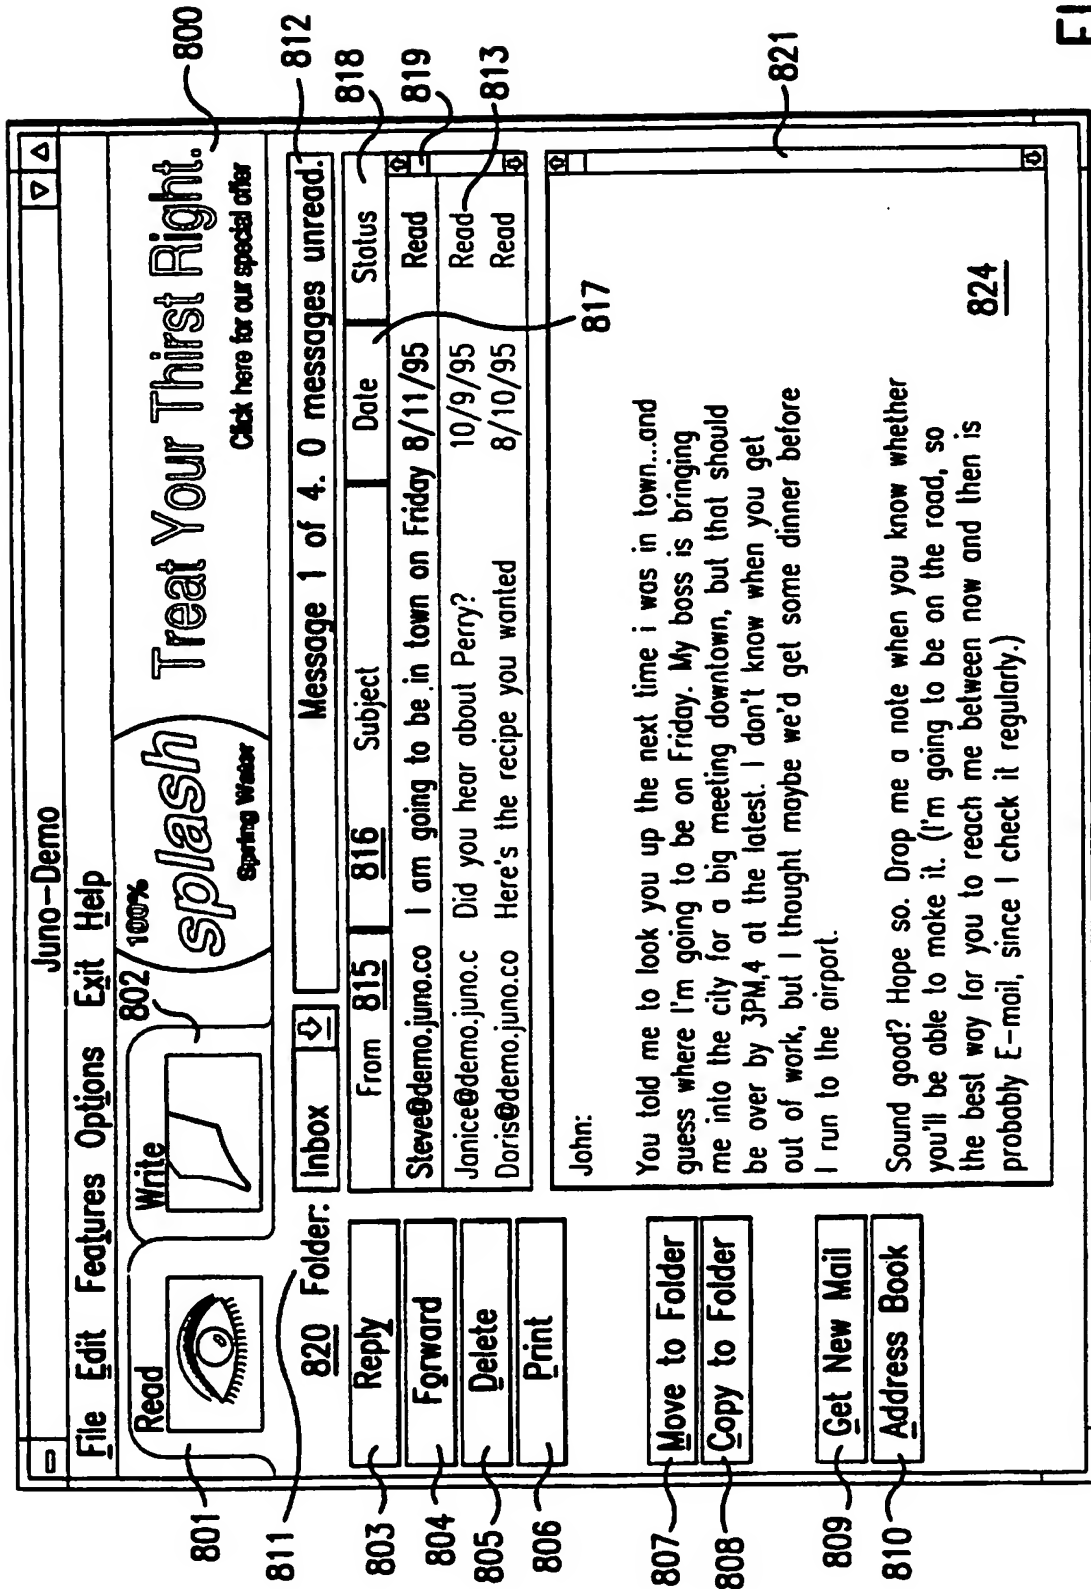 Juno-Demo
File Edit Features Options Exit Help
Read
Write
802
100%
splash
Spring Water
Treat Your Thirst Right.
Click here for our special offer
800
801
811
820 Folder: Inbox
Message 1 of 4. 0 messages unread.
812
From 815 816 Subject Date Status
818
Steve@demo.juno.co I am going to be in town on Friday 8/11/95 Read
819
Janice@demo.juno.c Did you hear about Perry? 10/9/95 Read
813
Doris@demo.juno.co Here's the recipe you wanted 8/10/95 Read
817
803 Reply
804 Forward
805 Delete
806 Print
807 Move to Folder
808 Copy to Folder
809 Get New Mail
810 Address Book
821
John:
You told me to look you up the next time i was in town...and
guess where I'm going to be on Friday. My boss is bringing
me into the city for a big meeting downtown, but that should
be over by 3PM,4 at the latest. I don't know when you get
out of work, but I thought maybe we'd get some dinner before
I run to the airport.
Sound good? Hope so. Drop me a note when you know whether
you'll be able to make it. (I'm going to be on the road, so
the best way for you to reach me between now and then is
probably E-mail, since I check it regularly.)
824